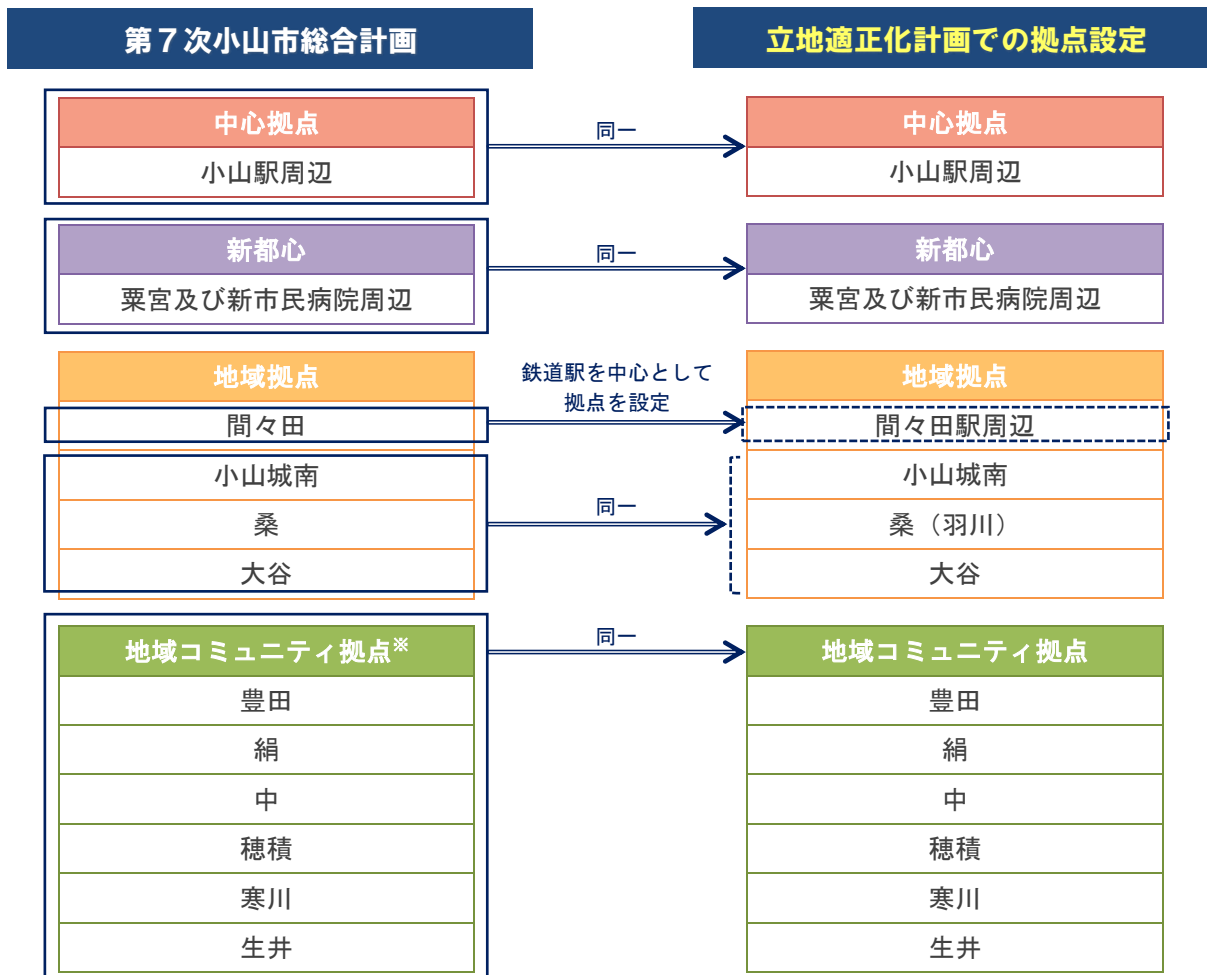 第７次小山市総合計画
立地適正化計画での拠点設定
中心拠点
小山駅周辺
同一
中心拠点
小山駅周辺
新都心
粟宮及び新市民病院周辺
同一
新都心
粟宮及び新市民病院周辺
地域拠点
間々田
小山城南
桑
大谷
鉄道駅を中心として
拠点を設定
同一
地域拠点
間々田駅周辺
小山城南
桑（羽川）
大谷
地域コミュニティ拠点※
豊田
絹
中
穂積
寒川
生井
同一
地域コミュニティ拠点
豊田
絹
中
穂積
寒川
生井